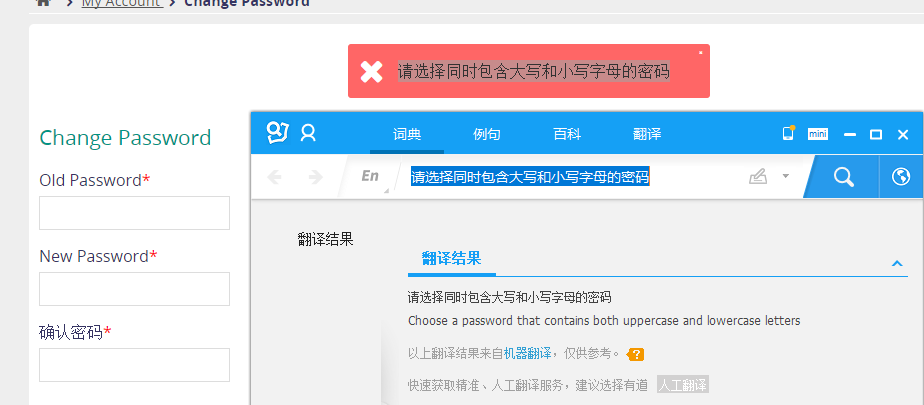 My Account > Change Password
请选择同时包含大写和小写字母的密码
Change Password
Old Password*
New Password*
确认密码*
词典 例句 百科 翻译 mini
En 请选择同时包含大写和小写字母的密码
翻译结果
翻译结果
请选择同时包含大写和小写字母的密码
Choose a password that contains both uppercase and lowercase letters
以上翻译结果来自机器翻译，仅供参考。 ?
快速获取精准、人工翻译服务，建议选择有道 人工翻译